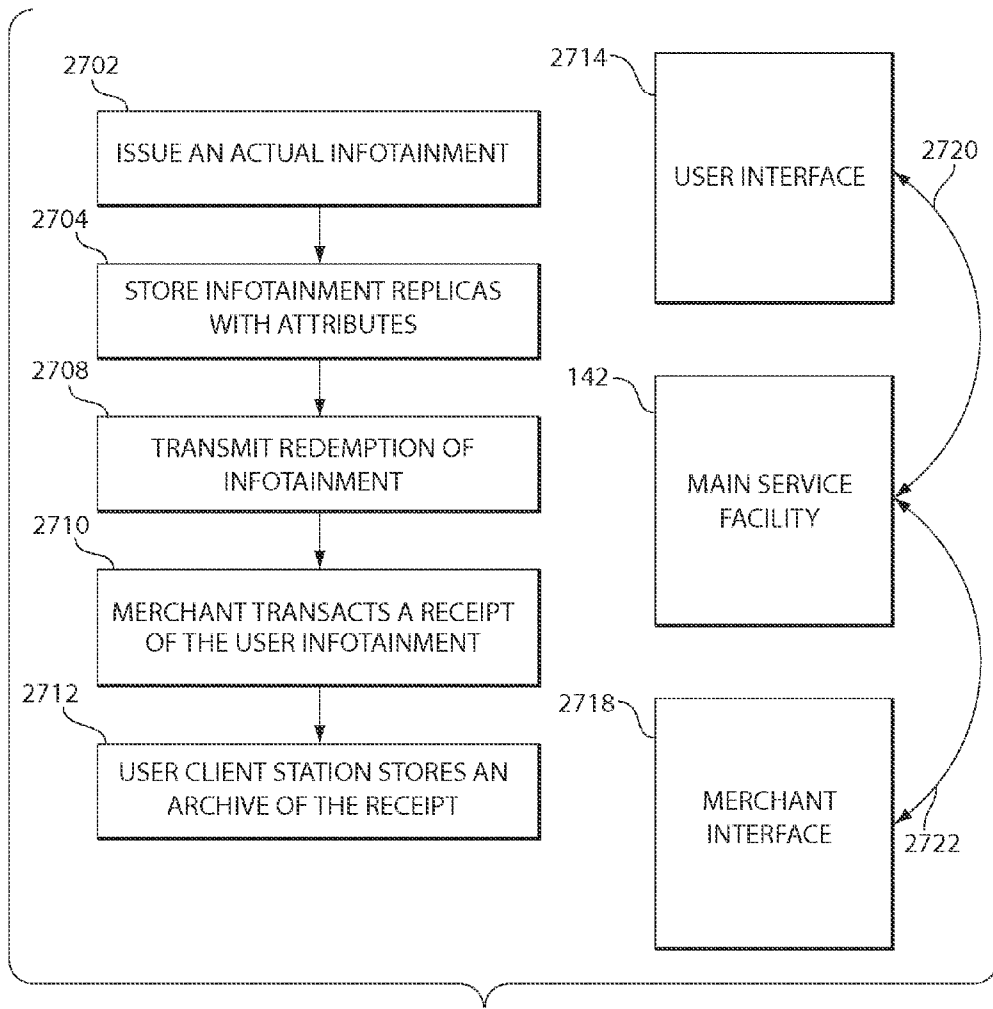 2702
ISSUE AN ACTUAL INFOTAINMENT
2704
STORE INFOTAINMENT REPLICAS
WITH ATTRIBUTES
2708
TRANSMIT REDEMPTION OF
INFOTAINMENT
2710
MERCHANT TRANSACTS A RECEIPT
OF THE USER INFOTAINMENT
2712
USER CLIENT STATION STORES AN
ARCHIVE OF THE RECEIPT
2714
USER INTERFACE
2720
142
MAIN SERVICE
FACILITY
2718
MERCHANT
INTERFACE
2722